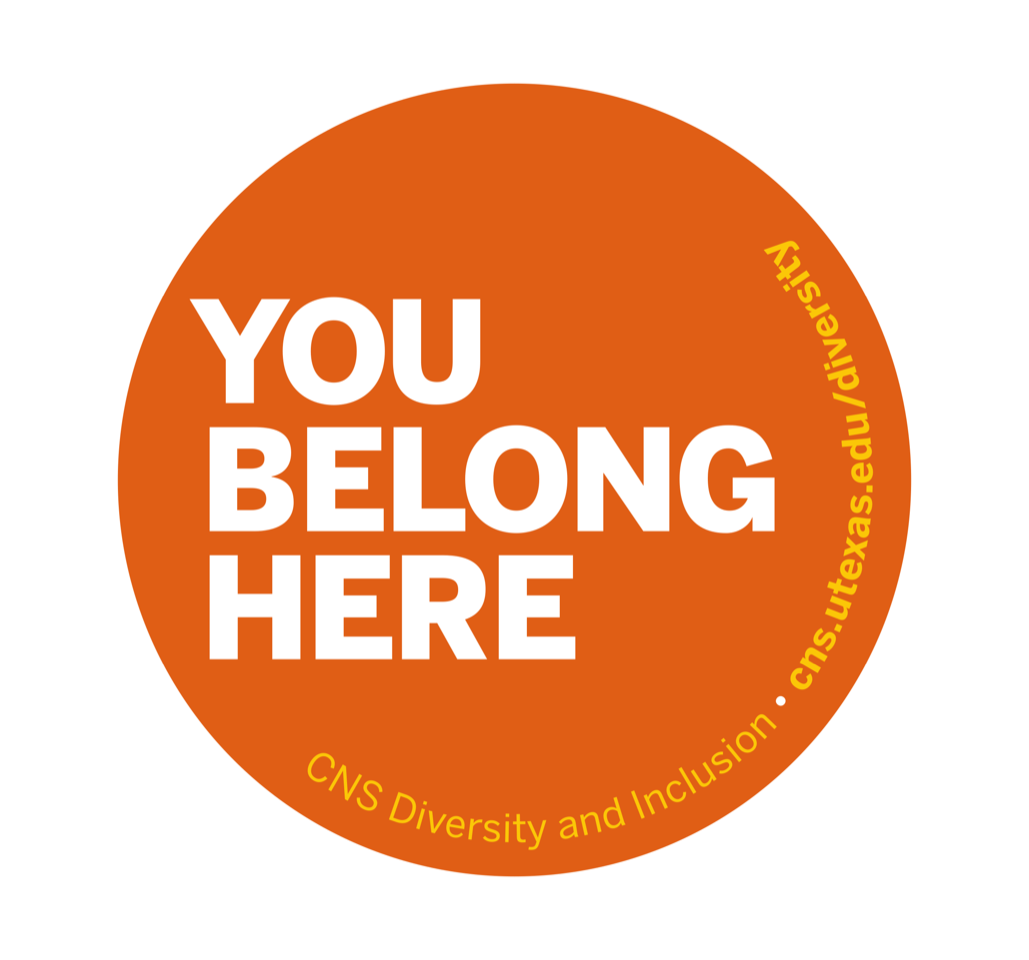 YOU
BELONG
HERE
CNS Diversity and Inclusion • cns.utexas.edu/diversity